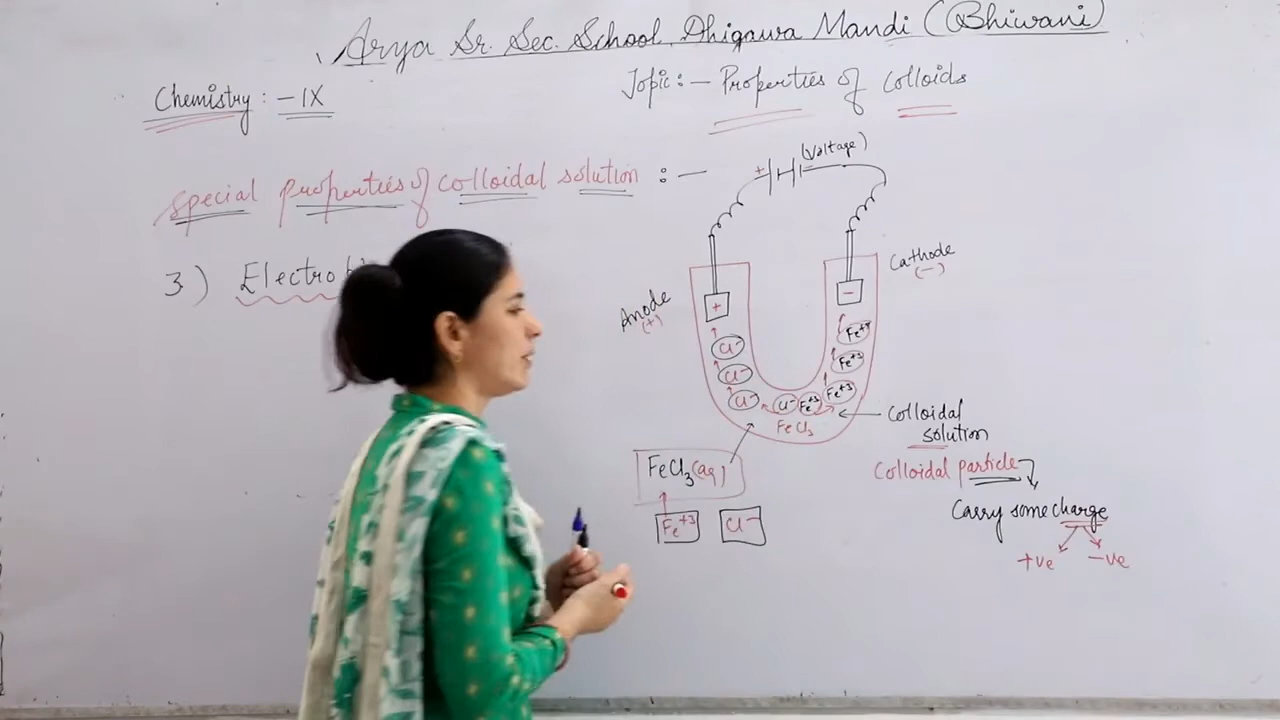 Arya Sr. Sec. School, Dhigawa Mandi (Bhiwani)
Chemistry : - IX
Topic :- Properties of Colloids
special properties of colloidal solution :-
3) Electro
(Voltage)
+
Anode
(+)
Cathode
(-)
+
-
Cl-
Cl-
Cl-
Cl-
Fe+3
Fe+3
Fe+3
Fe+3
FeCl3
Colloidal
solution
Colloidal particle
Carry some charge
+ve -ve
FeCl3(aq)
Fe+3 Cl-